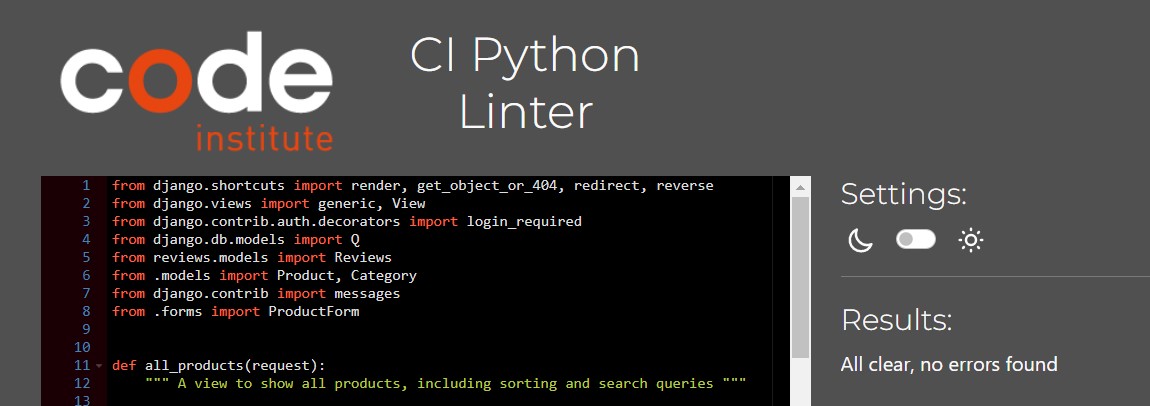 code
institute
CI Python
Linter
1 from django.shortcuts import render, get_object_or_404, redirect, reverse
2 from django.views import generic, View
3 from django.contrib.auth.decorators import login_required
4 from django.db.models import Q
5 from reviews.models import Reviews
6 from .models import Product, Category
7 from django.contrib import messages
8 from .forms import ProductForm
9
10
11 def all_products(request):
12     """ A view to show all products, including sorting and search queries """
13
Settings:
Results:
All clear, no errors found